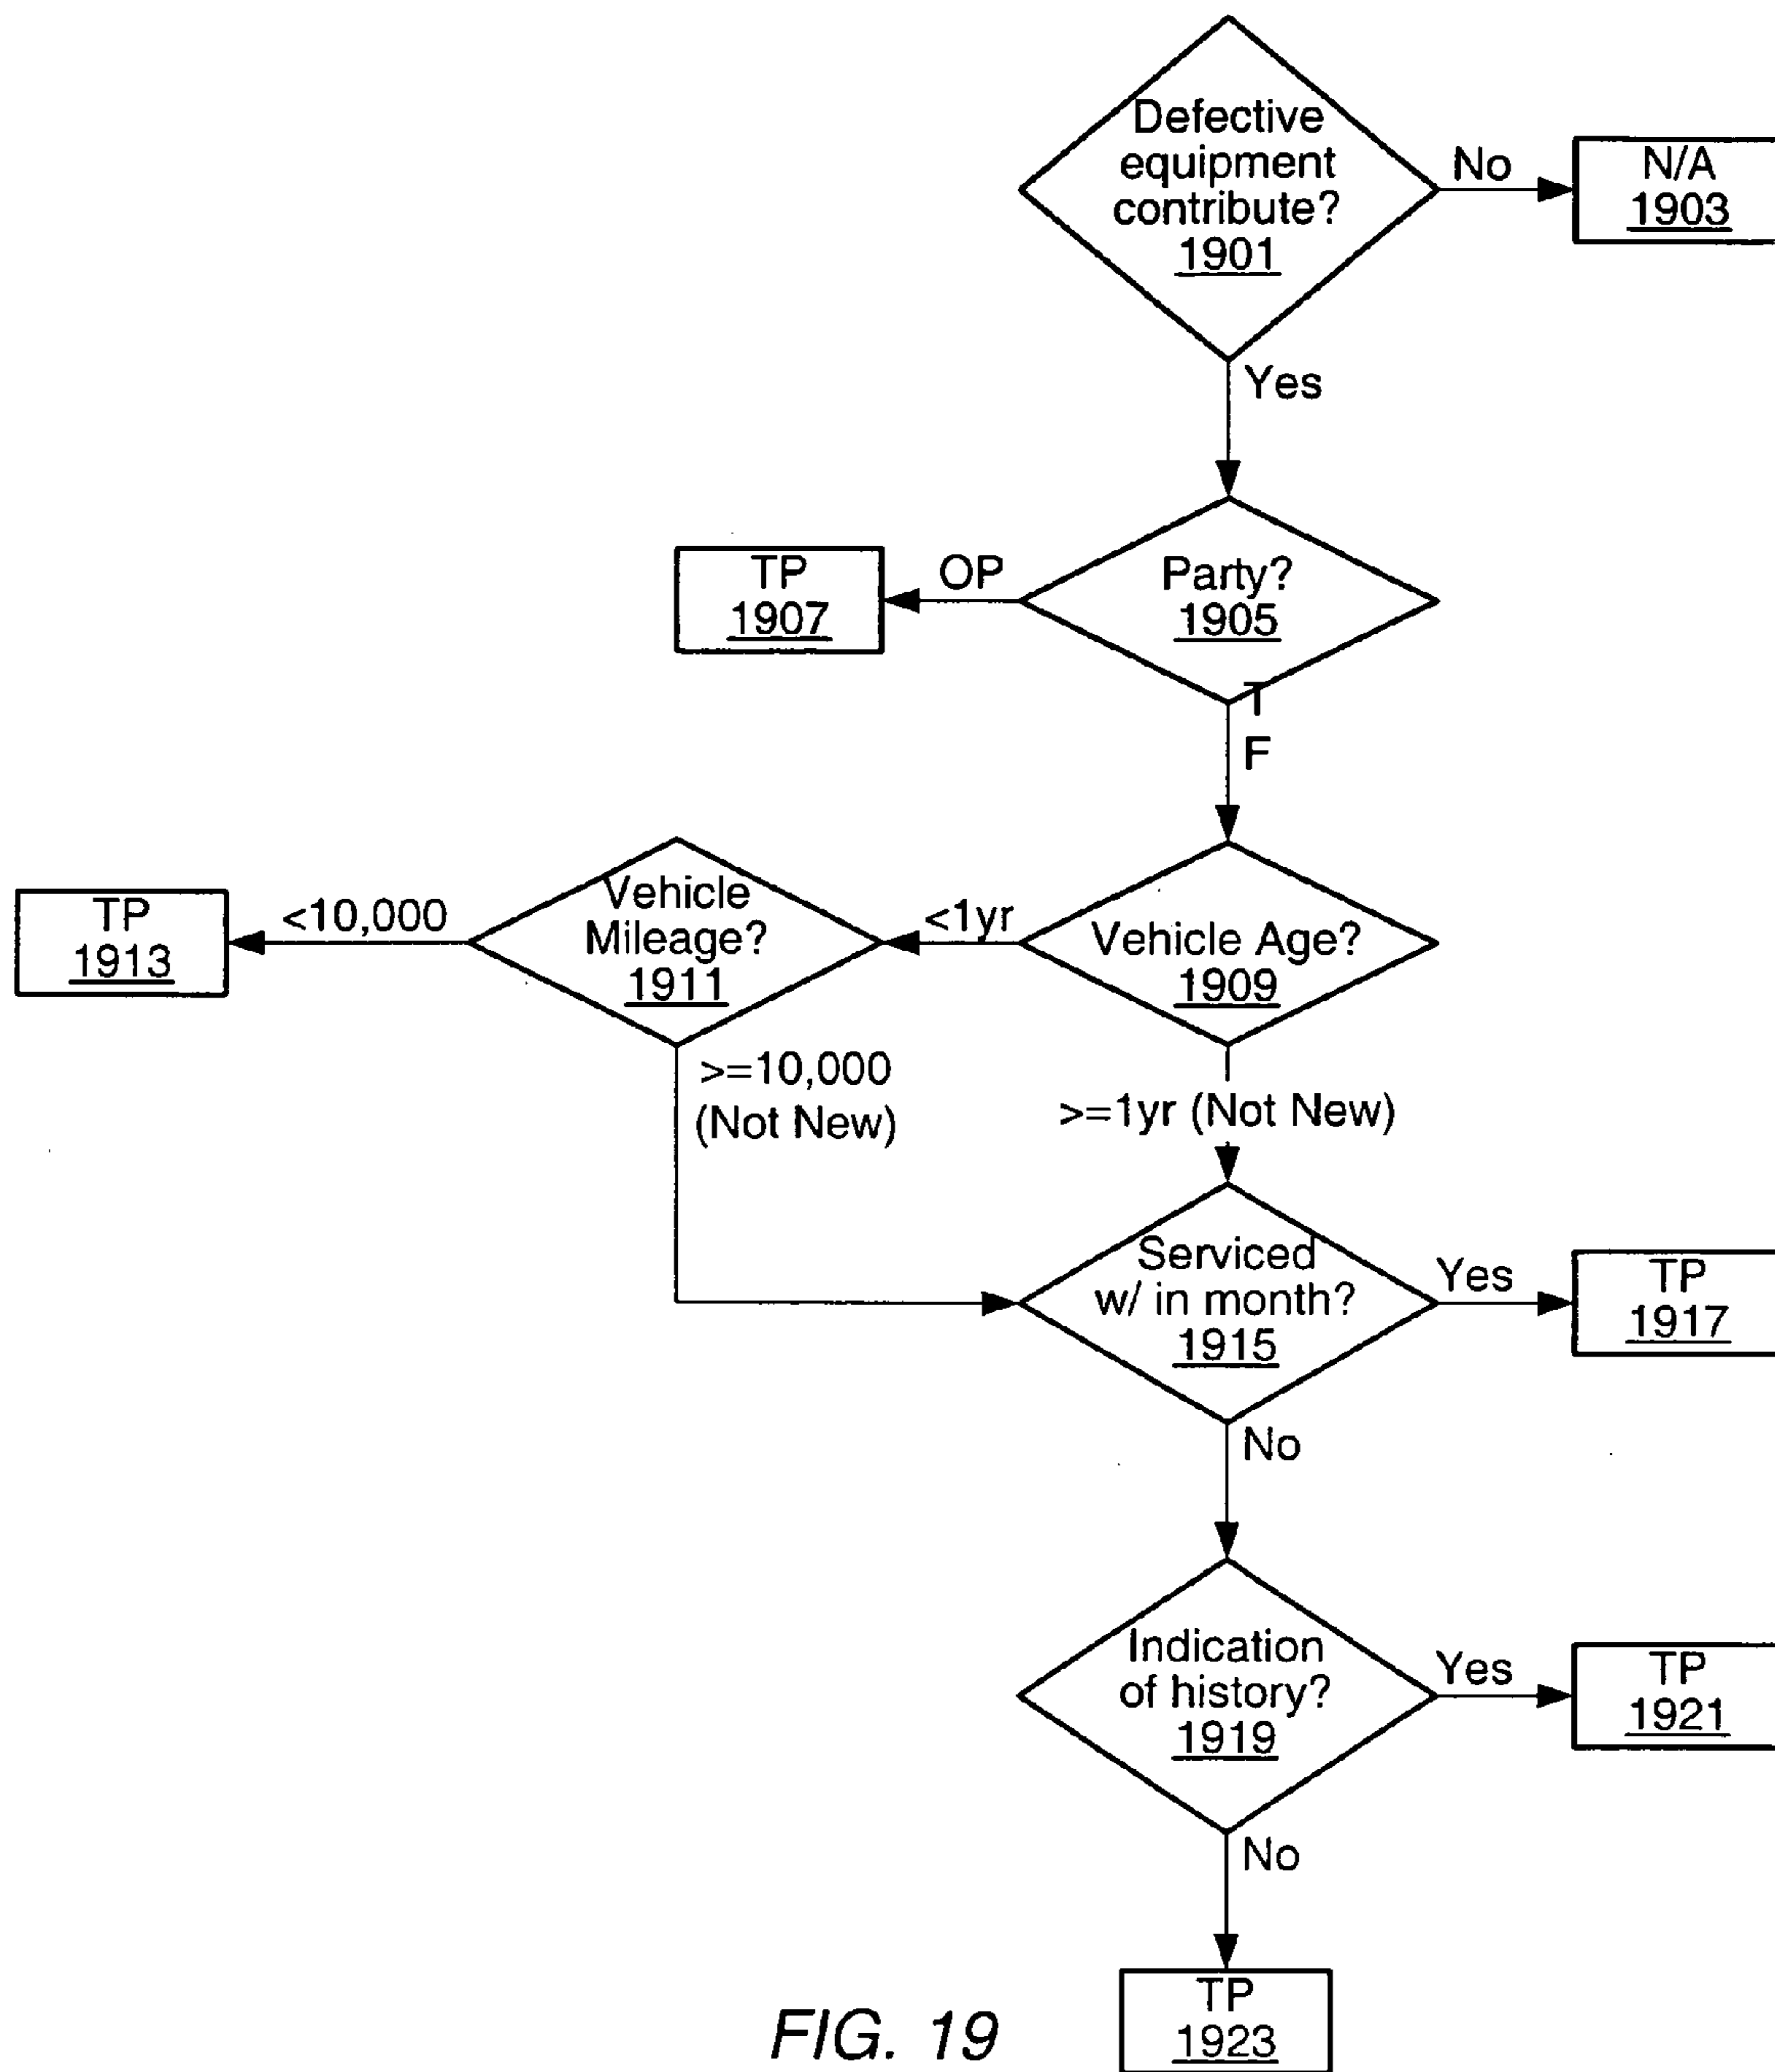 Defective
equipment
contribute?
1901
No
N/A
1903
Yes
Party?
1905
OP
TP
1907
T
F
Vehicle Age?
1909
<1yr
Vehicle
Mileage?
1911
<10,000
TP
1913
>=10,000
(Not New)
>=1yr (Not New)
Serviced
w/ in month?
1915
Yes
TP
1917
No
Indication
of history?
1919
Yes
TP
1921
No
TP
1923
FIG. 19